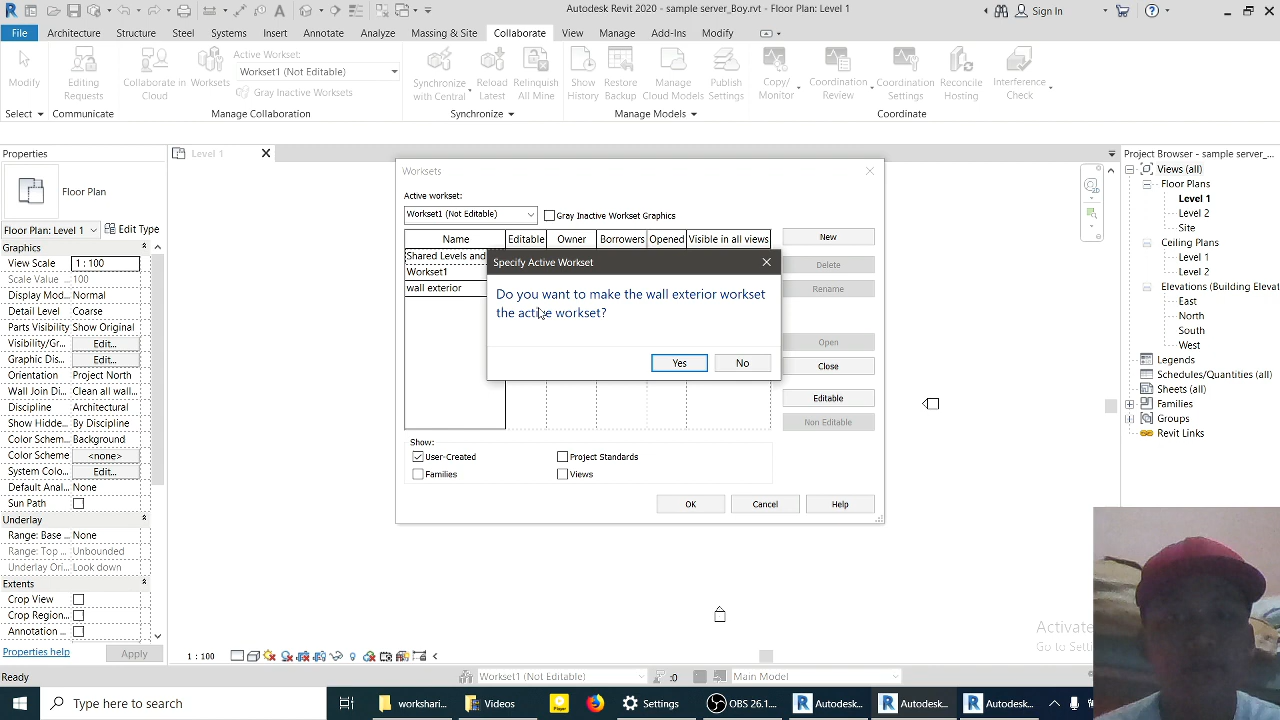 Autodesk Revit 2020 - sample server_Boy.rvt - Floor Plan: Level 1
Sign In
File Architecture Structure Steel Systems Insert Annotate Analyze Massing & Site Collaborate View Manage Add-Ins Modify
Modify
Editing
Requests
Collaborate in
Cloud
Worksets
Active Workset:
Workset1 (Not Editable)
Gray Inactive Worksets
Synchronize
with Central
Reload
Latest
Relinquish
All Mine
Show
History
Restore
Backup
Manage
Cloud Models
Publish
Settings
Copy/
Monitor
Coordination
Review
Coordination
Settings
Reconcile
Hosting
Interference
Check
Select Communicate Manage Collaboration Synchronize Manage Models Coordinate
Properties
Floor Plan
Floor Plan: Level 1 Edit Type
Graphics
View Scale 1 : 100
Scale Value 100
Display Mod... Normal
Detail Level Coarse
Parts Visibility Show Original
Visibility/Gr... Edit...
Graphic Dis... Edit...
Orientation Project North
Wall Join Di... Clean all wall...
Discipline Architectural
Show Hidde... By Discipline
Color Schem... Background
Color Scheme <none>
System Colo... Edit...
Default Anal... None
Sun Path
Underlay
Range: Base ... None
Range: Top ... Unbounded
Underlay Ori... Look down
Extents
Crop View
Crop Region...
Annotation ...
Properties help Apply
Level 1
Worksets
Active workset:
Workset1 (Not Editable) Gray Inactive Workset Graphics
Name Editable Owner Borrowers Opened Visible in all views
Shared Levels and
Workset1
wall exterior
New
Delete
Rename
Open
Close
Editable
Non Editable
Specify Active Workset
Do you want to make the wall exterior workset
the active workset?
Yes No
Show:
User-Created Project Standards
Families Views
OK Cancel Help
Project Browser - sample server_Boy...
Views (all)
Floor Plans
Level 1
Level 2
Site
Ceiling Plans
Level 1
Level 2
Elevations (Building Elevat
East
North
South
West
Legends
Schedules/Quantities (all)
Sheets (all)
Families
Groups
Revit Links
Activate
Go to Setti
1 : 100
Ready Workset1 (Not Editable) :0 Main Model
Type here to search
workshari... Videos Settings OBS 26.1... Autodesk... Autodesk... Autodesk...